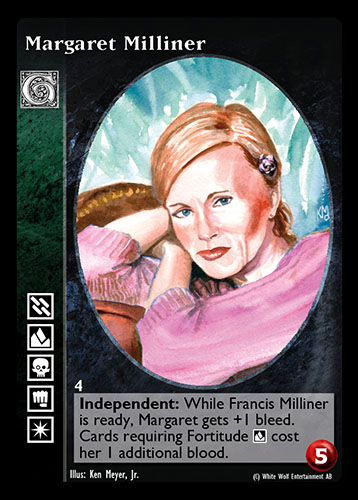 Margaret Milliner
4
Independent: While Francis Milliner
is ready, Margaret gets +1 bleed.
Cards requiring Fortitude cost
her 1 additional blood.
5
Illus: Ken Meyer, Jr.
(C) White Wolf Entertainment AB